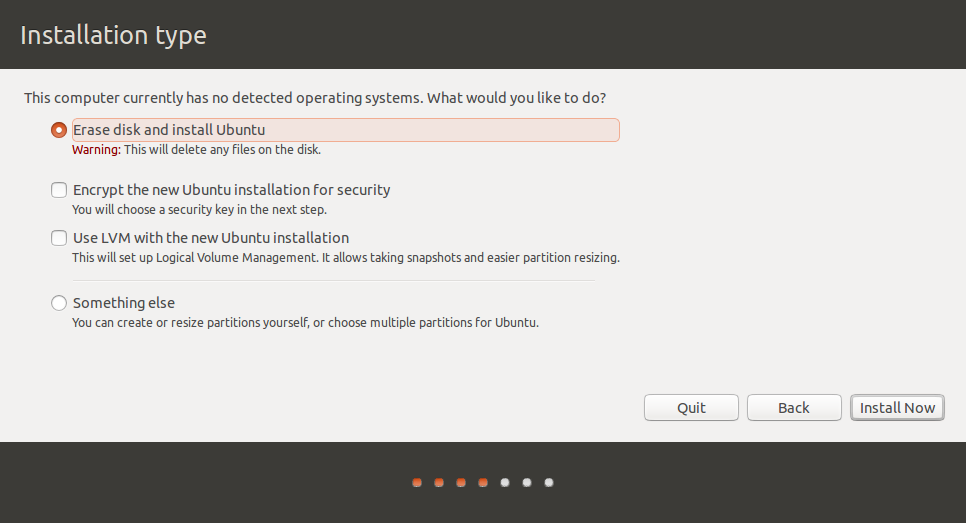 Installation type
This computer currently has no detected operating systems. What would you like to do?
Erase disk and install Ubuntu
Warning: This will delete any files on the disk.
Encrypt the new Ubuntu installation for security
You will choose a security key in the next step.
Use LVM with the new Ubuntu installation
This will set up Logical Volume Management. It allows taking snapshots and easier partition resizing.
Something else
You can create or resize partitions yourself, or choose multiple partitions for Ubuntu.
Quit Back Install Now